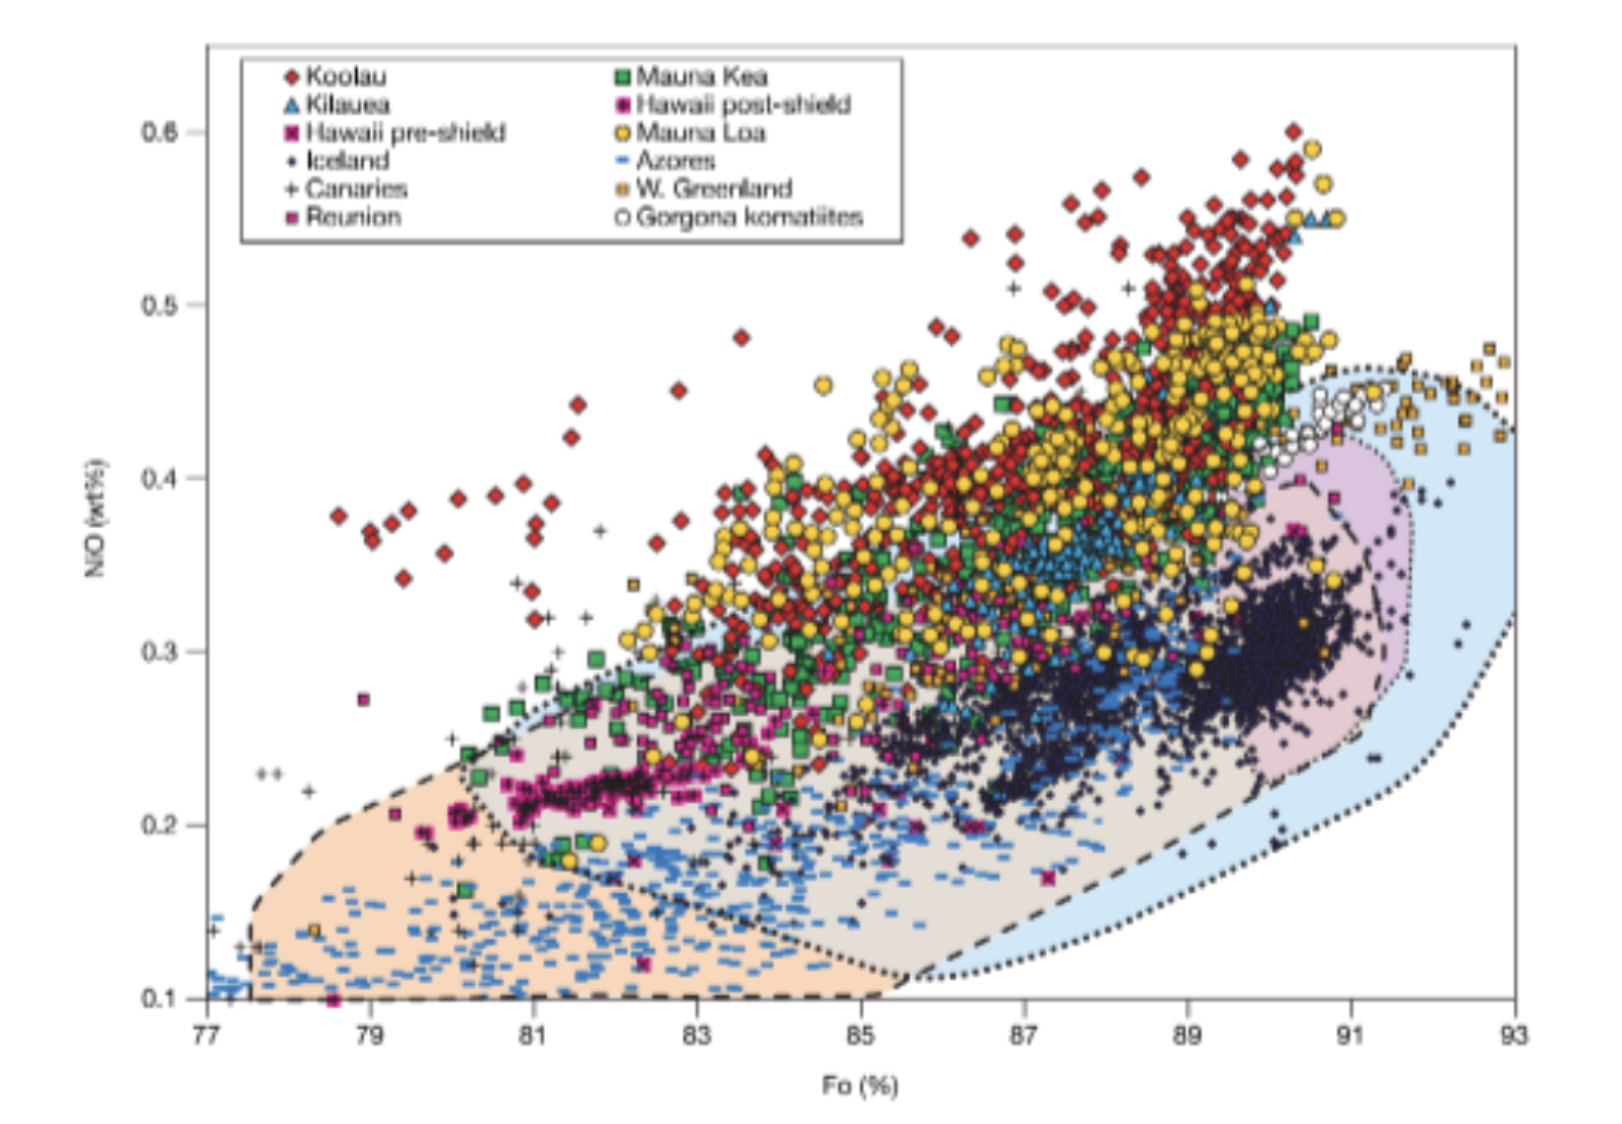 Koolau
Mauna Kea
Kilauea
Hawaii post-shield
Hawaii pre-shield
Mauna Loa
Iceland
Azores
Canaries
W. Greenland
Reunion
Gorgona komatiites
0.6
0.5
0.4
0.3
0.2
0.1
NiO (wt%)
77 79 81 83 85 87 89 91 93
Fo (%)